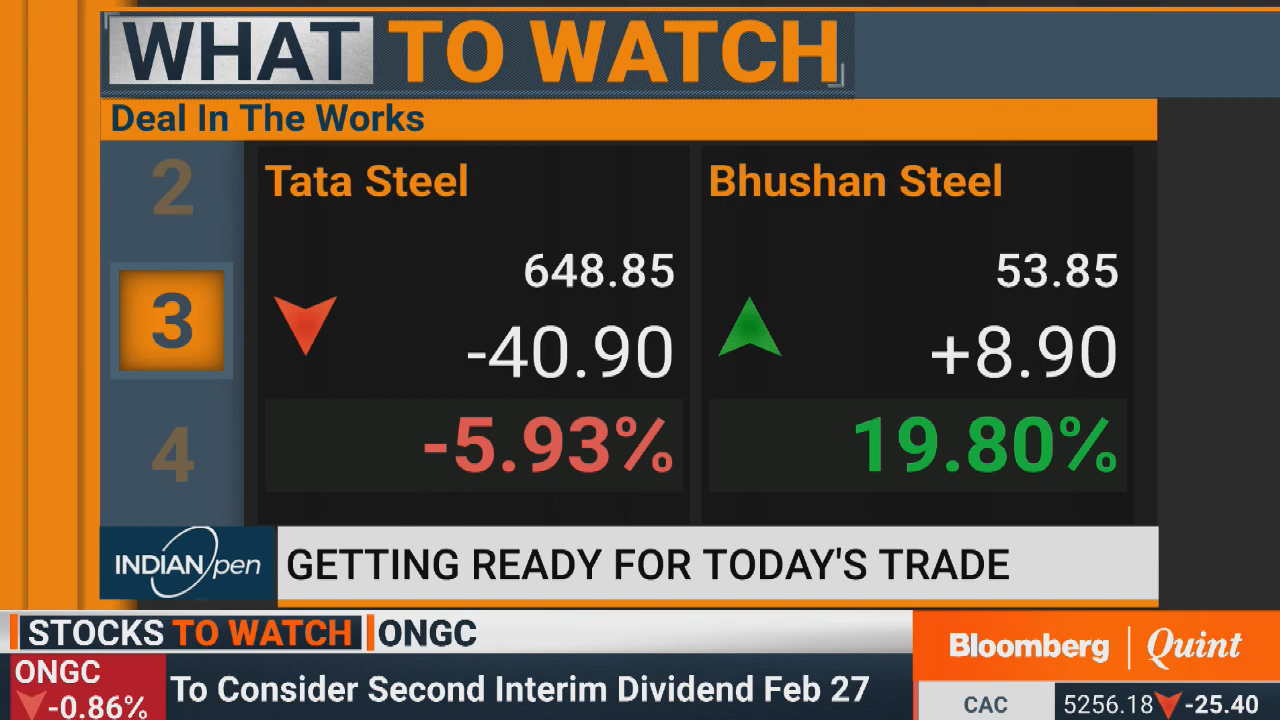 WHAT TO WATCH
Deal In The Works
2
3
4
Tata Steel
648.85
-40.90
-5.93%
Bhushan Steel
53.85
+8.90
19.80%
INDIAN Open
GETTING READY FOR TODAY'S TRADE
STOCKS TO WATCH ONGC
ONGC
-0.86%
To Consider Second Interim Dividend Feb 27
Bloomberg | Quint
CAC 5256.18 -25.40